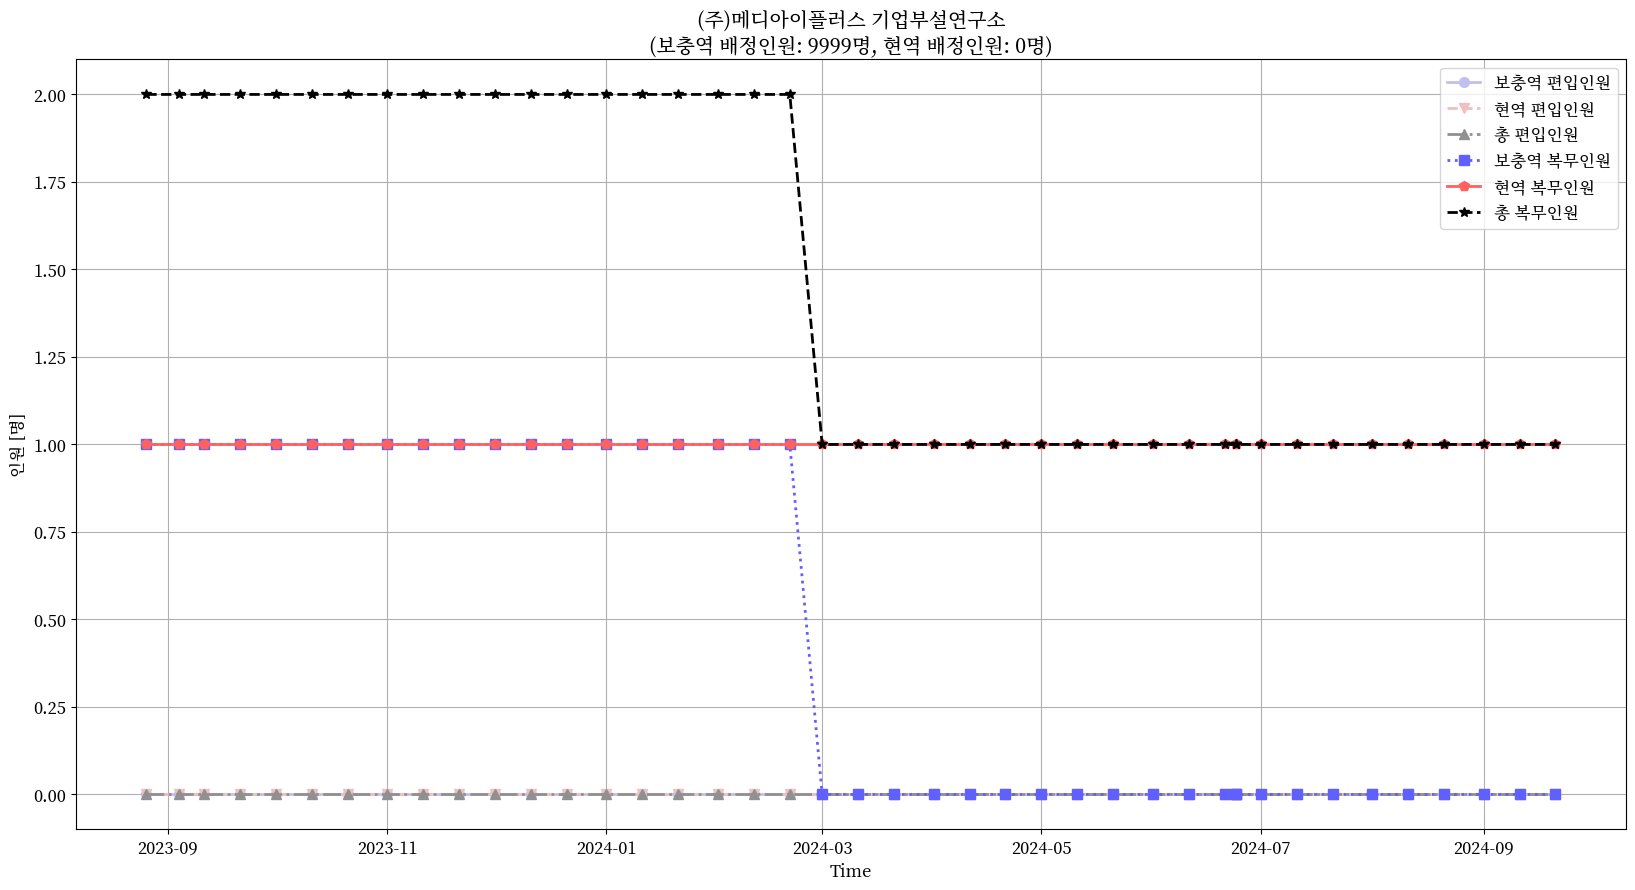 (주)메디아이플러스 기업부설연구소
(보충역 배정인원: 9999명, 현역 배정인원: 0명)
보충역 편입인원
현역 편입인원
총 편입인원
보충역 복무인원
현역 복무인원
총 복무인원
인원 [명]
2.00
1.75
1.50
1.25
1.00
0.75
0.50
0.25
0.00
2023-09 2023-11 2024-01 2024-03 2024-05 2024-07 2024-09
Time